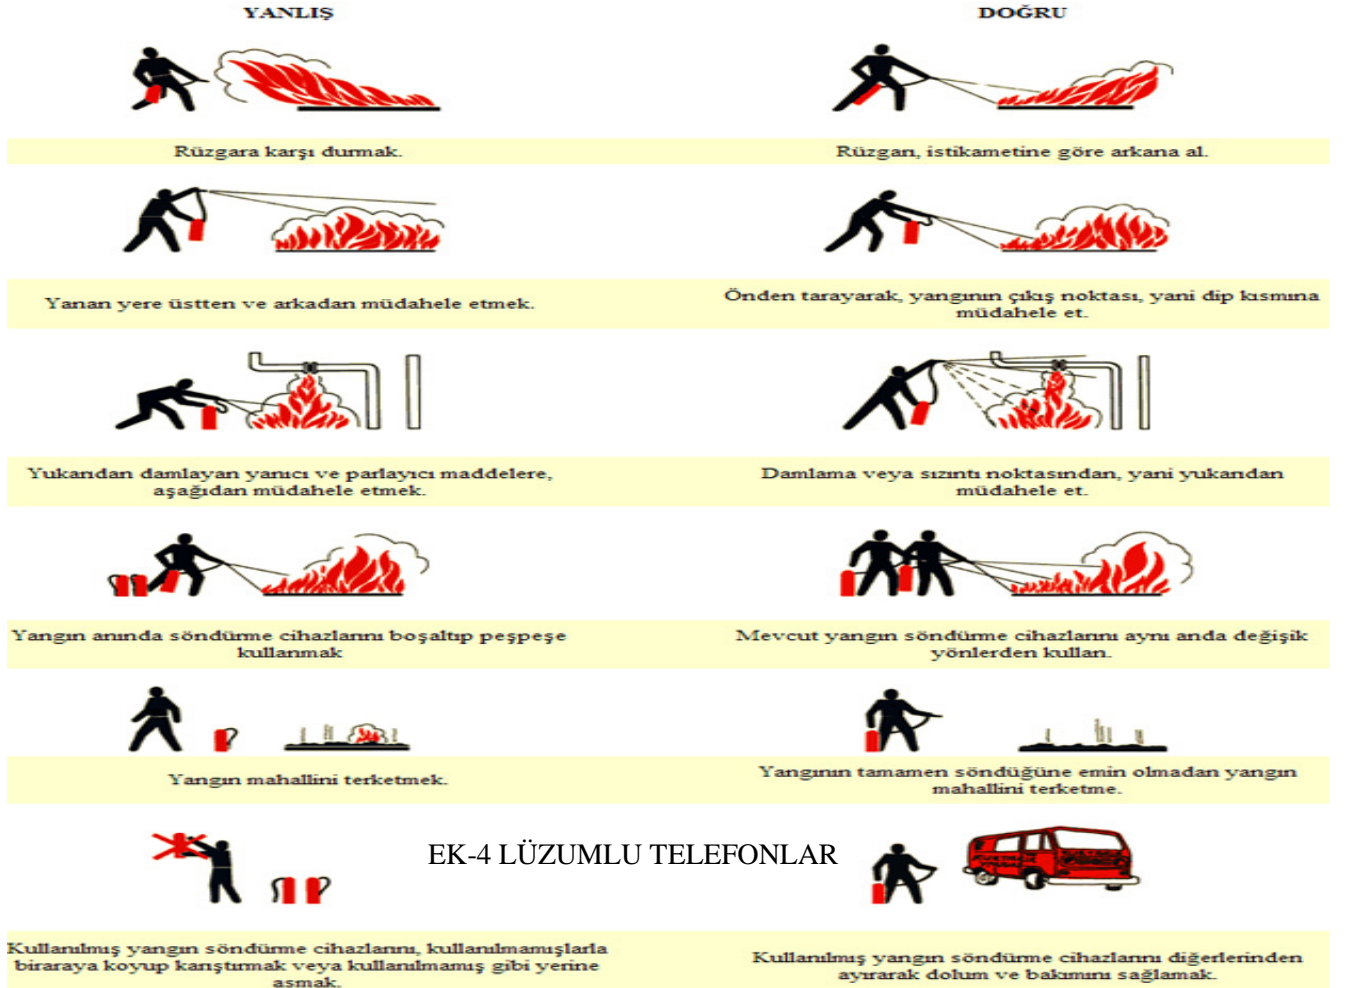 YANLIŞ
DOĞRU
Rüzgara karşı durmak.
Rüzgarı, istikametine göre arkana al.
Yanan yere üstten ve arkadan müdahele etmek.
Önden tarayarak, yangının çıkış noktası, yani dip kısmına
müdahele et.
Yukarıdan damlayan yanıcı ve parlayıcı maddelere,
aşağıdan müdahele etmek.
Damlama veya sızıntı noktasından, yani yukarıdan
müdahele et.
Yangın anında söndürme cihazlarını boşaltıp peşpeşe
kullanmak
Mevcut yangın söndürme cihazlarını aynı anda değişik
yönlerden kullan.
Yangın mahallini terketmek.
Yangının tamamen söndüğüne emin olmadan yangın
mahallini terketme.
EK-4 LÜZUMLU TELEFONLAR
Kullanılmış yangın söndürme cihazlarını, kullanılmamışlarla
biraraya koyup karıştırmak veya kullanılmamış gibi yerine
asmak.
Kullanılmış yangın söndürme cihazlarını diğerlerinden
ayırarak dolum ve bakımını sağlamak.